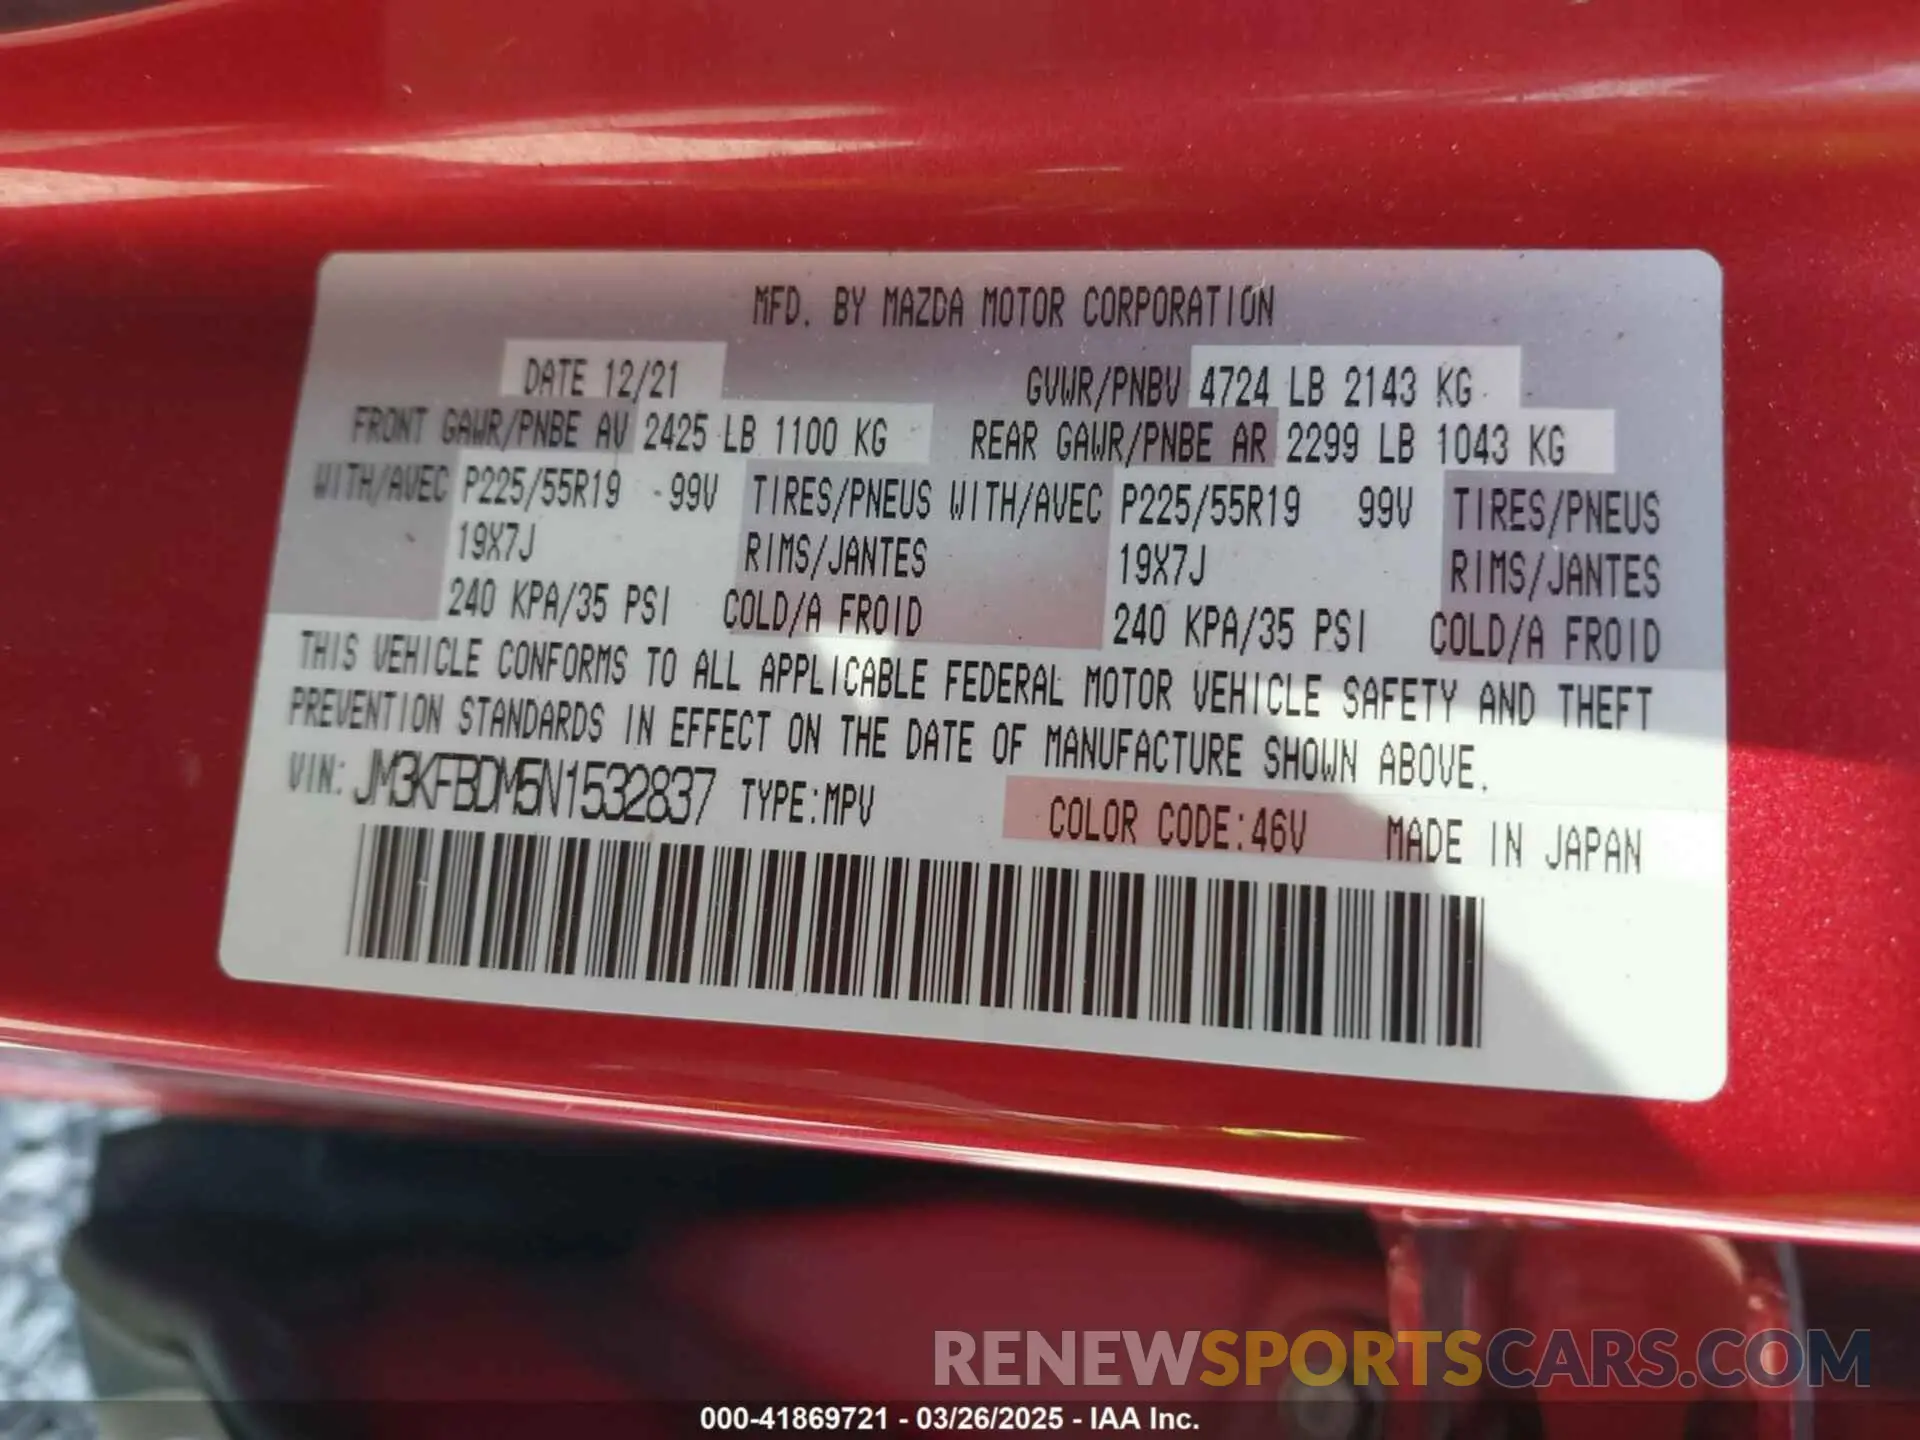 MFD. BY MAZDA MOTOR CORPORATION
DATE 12/21 GVWR/PNBV 4724 LB 2143 KG
FRONT GAWR/PNBE AV 2425 LB 1100 KG REAR GAWR/PNBE AR 2299 LB 1043 KG
WITH/AVEC P225/55R19 99V TIRES/PNEUS WITH/AVEC P225/55R19 99V TIRES/PNEUS
19X7J RIMS/JANTES 19X7J RIMS/JANTES
240 KPA/35 PSI COLD/A FROID 240 KPA/35 PSI COLD/A FROID
THIS VEHICLE CONFORMS TO ALL APPLICABLE FEDERAL MOTOR VEHICLE SAFETY AND THEFT
PREVENTION STANDARDS IN EFFECT ON THE DATE OF MANUFACTURE SHOWN ABOVE.
VIN: JM3KFBDM5N1532837 TYPE:MPV COLOR CODE:46V MADE IN JAPAN
RENEWSPORTSCARS.COM
000-41869721 - 03/26/2025 - IAA Inc.